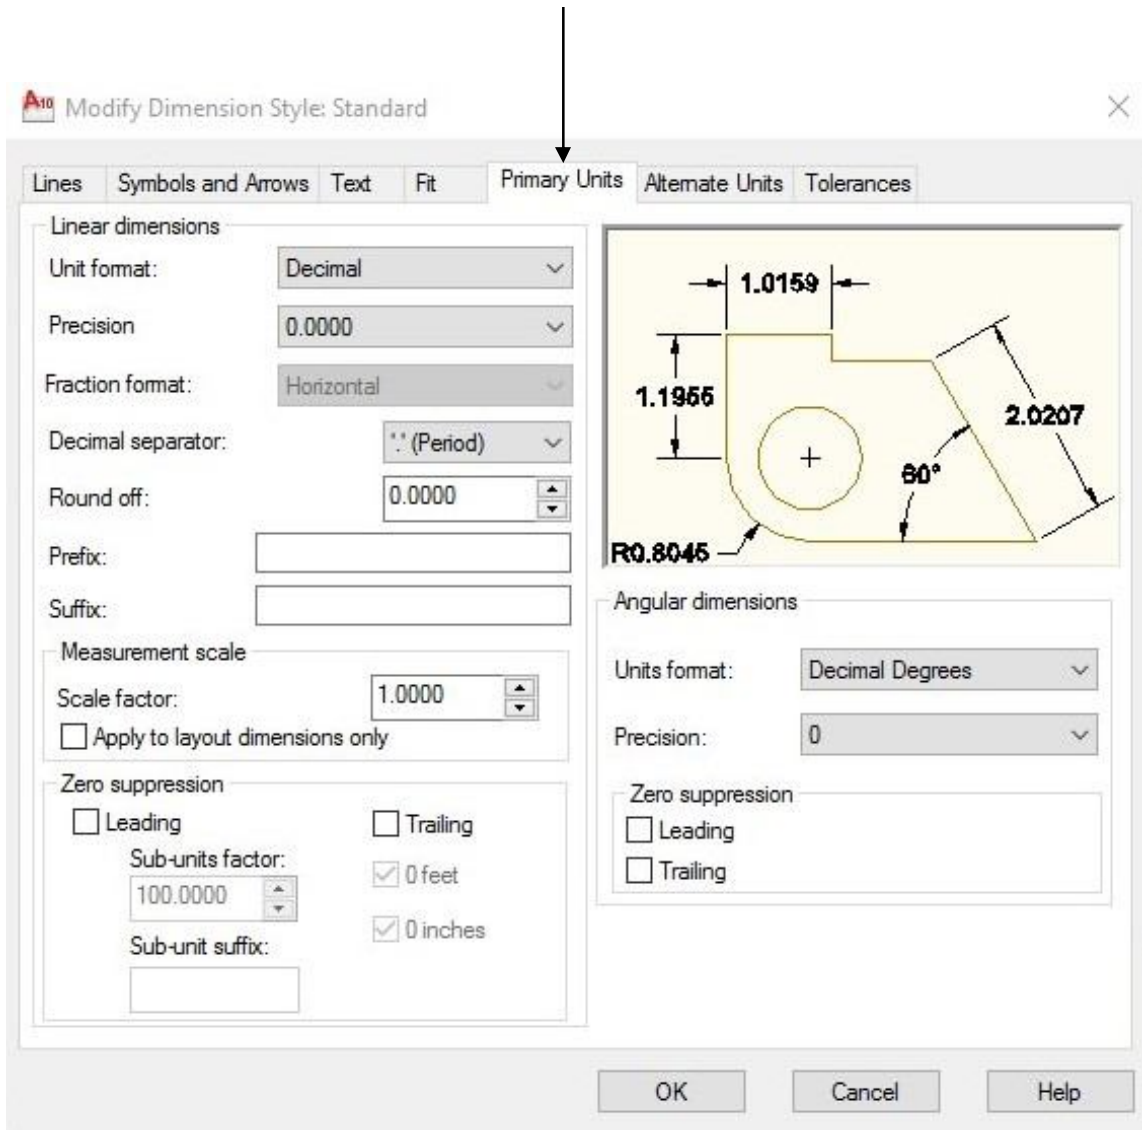 A10 Modify Dimension Style: Standard
Lines Symbols and Arrows Text Fit Primary Units Alternate Units Tolerances
Linear dimensions
Unit format: Decimal
Precision 0.0000
Fraction format: Horizontal
Decimal separator: '.' (Period)
Round off: 0.0000
Prefix:
Suffix:
Measurement scale
Scale factor: 1.0000
Apply to layout dimensions only
Zero suppression
Leading Trailing
Sub-units factor: 0 feet
100.0000
0 inches
Sub-unit suffix:
1.0159
1.1955
2.0207
60°
R0.8045
Angular dimensions
Units format: Decimal Degrees
Precision: 0
Zero suppression
Leading
Trailing
OK Cancel Help